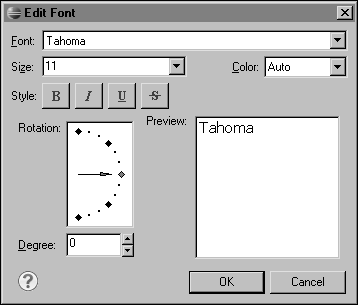 Edit Font
Font: Tahoma
Size: 11 Color: Auto
Style: B I U S
Rotation: Preview:
Tahoma
Degree: 0
? OK Cancel